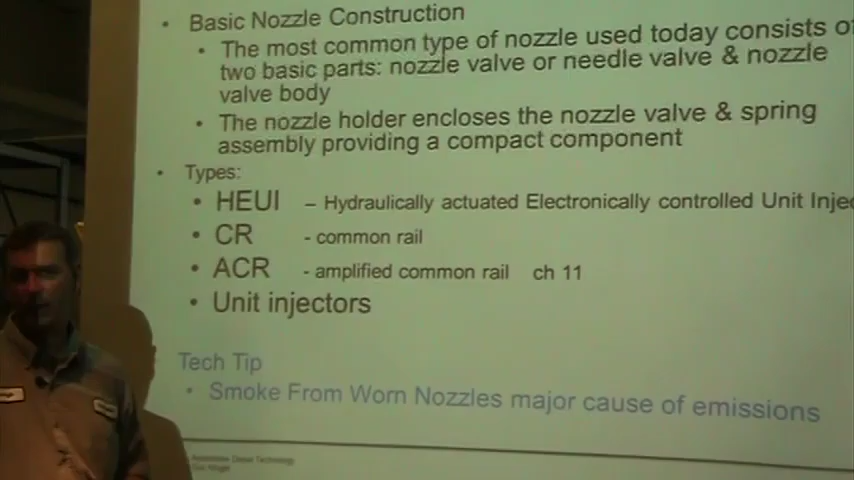 • Basic Nozzle Construction
• The most common type of nozzle used today consists of
two basic parts: nozzle valve or needle valve & nozzle
valve body
• The nozzle holder encloses the nozzle valve & spring
assembly providing a compact component
• Types:
• HEUI – Hydraulically actuated Electronically controlled Unit Injec
• CR - common rail
• ACR - amplified common rail ch 11
• Unit injectors
Tech Tip
• Smoke From Worn Nozzles major cause of emissions
Diesel Technology